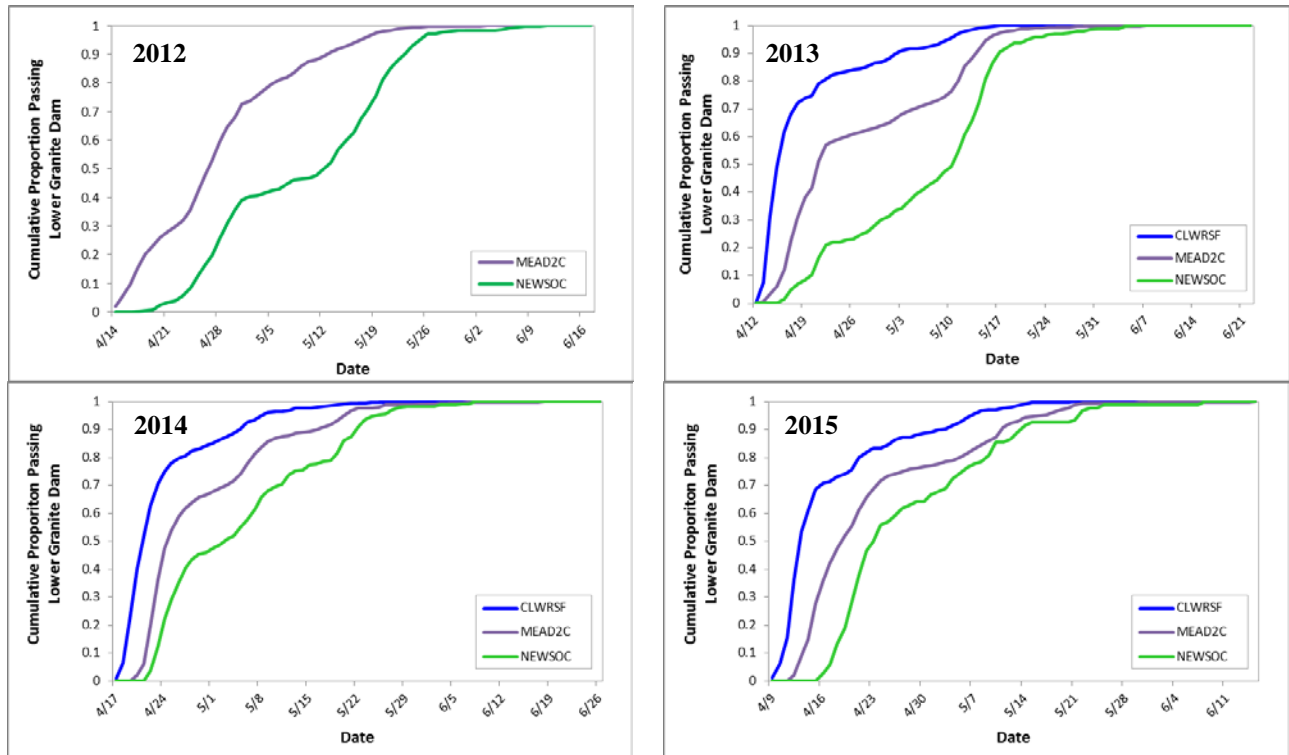 2012
Cumulative Proportion Passing
Lower Granite Dam
1
0.9
0.8
0.7
0.6
0.5
0.4
0.3
0.2
0.1
0
MEAD2C
NEWSOC
4/14 4/21 4/28 5/5 5/12 5/19 5/26 6/2 6/9 6/16
Date
2013
Cumulative Proportion Passing
Lower Granite Dam
1
0.9
0.8
0.7
0.6
0.5
0.4
0.3
0.2
0.1
0
CLWRSF
MEAD2C
NEWSOC
4/12 4/19 4/26 5/3 5/10 5/17 5/24 5/31 6/7 6/14 6/21
Date
2014
Cumulative Proporiton Passing
Lower Granite Dam
1
0.9
0.8
0.7
0.6
0.5
0.4
0.3
0.2
0.1
0
CLWRSF
MEAD2C
NEWSOC
4/17 4/24 5/1 5/8 5/15 5/22 5/29 6/5 6/12 6/19 6/26
Date
2015
Cumulative Proporiton Passing
Lower Granite Dam
1
0.9
0.8
0.7
0.6
0.5
0.4
0.3
0.2
0.1
0
CLWRSF
MEAD2C
NEWSOC
4/9 4/16 4/23 4/30 5/7 5/14 5/21 5/28 6/4 6/11
Date